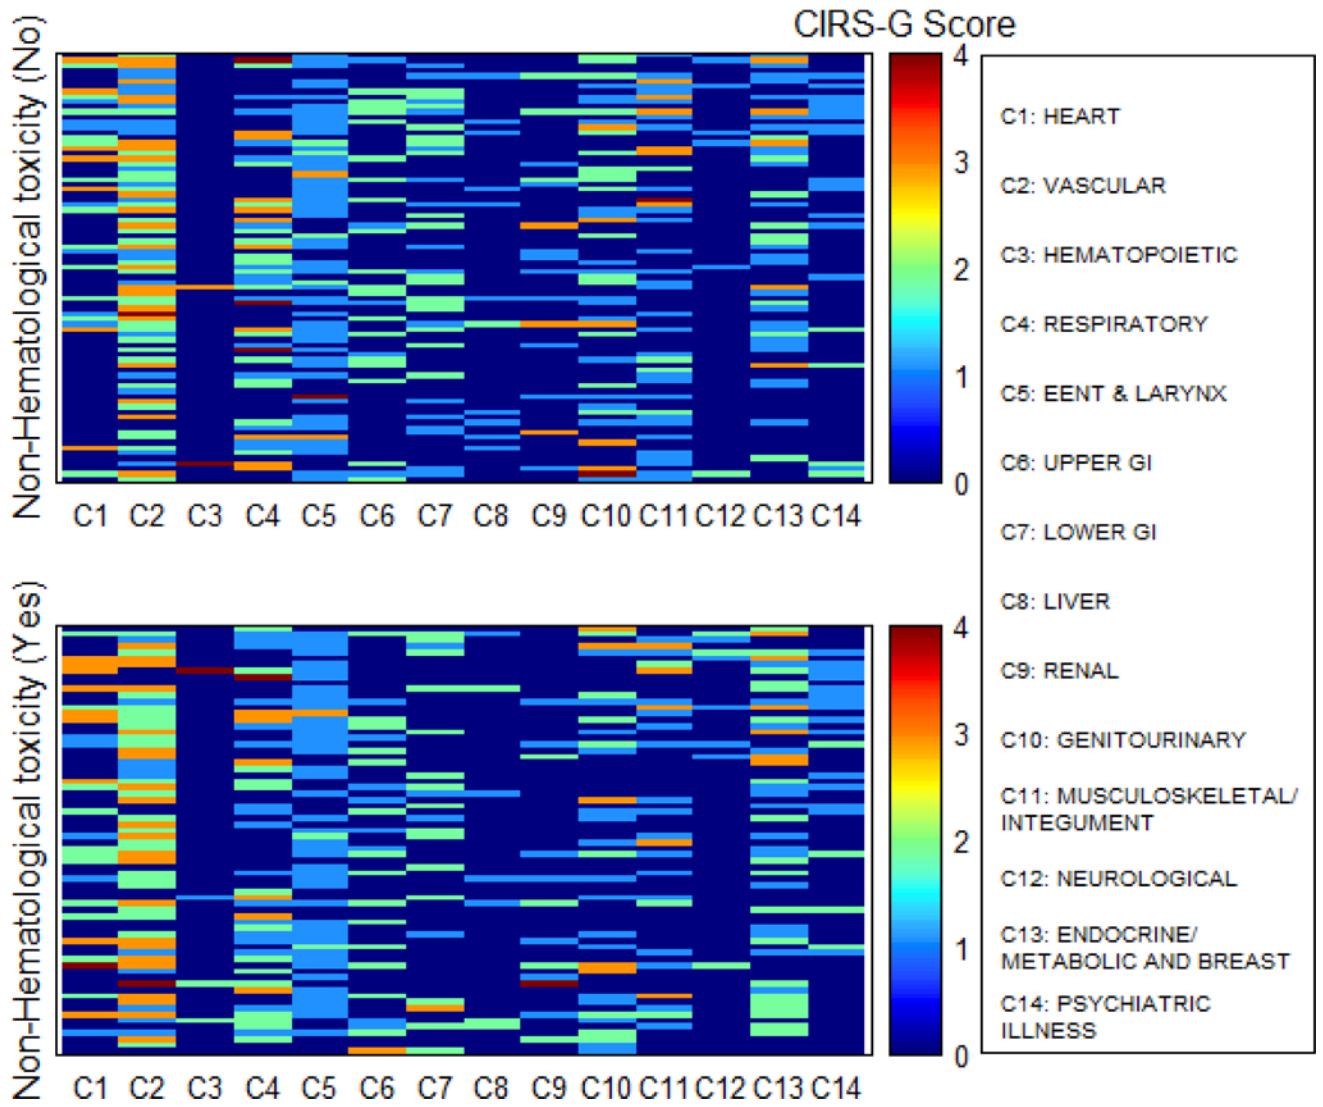 CIRS-G Score
Non-Hematological toxicity (No)
4
3
2
1
0
C1 C2 C3 C4 C5 C6 C7 C8 C9 C10 C11 C12 C13 C14
Non-Hematological toxicity (Yes)
4
3
2
1
0
C1 C2 C3 C4 C5 C6 C7 C8 C9 C10 C11 C12 C13 C14
C1: HEART
C2: VASCULAR
C3: HEMATOPOIETIC
C4: RESPIRATORY
C5: EENT & LARYNX
C6: UPPER GI
C7: LOWER GI
C8: LIVER
C9: RENAL
C10: GENITOURINARY
C11: MUSCULOSKELETAL/
INTEGUMENT
C12: NEUROLOGICAL
C13: ENDOCRINE/
METABOLIC AND BREAST
C14: PSYCHIATRIC
ILLNESS